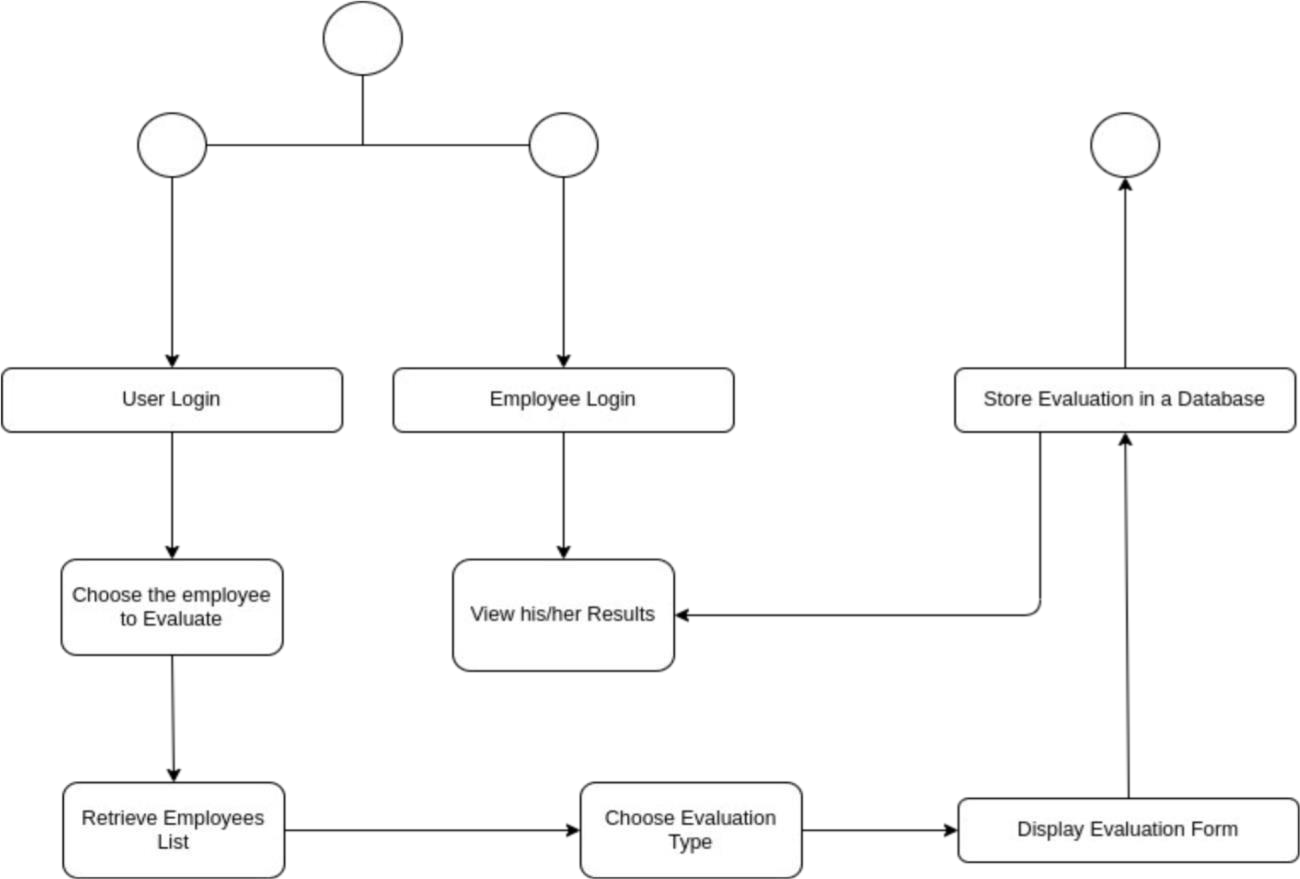 User Login
Employee Login
Store Evaluation in a Database
Choose the employee
to Evaluate
View his/her Results
Retrieve Employees
List
Choose Evaluation
Type
Display Evaluation Form